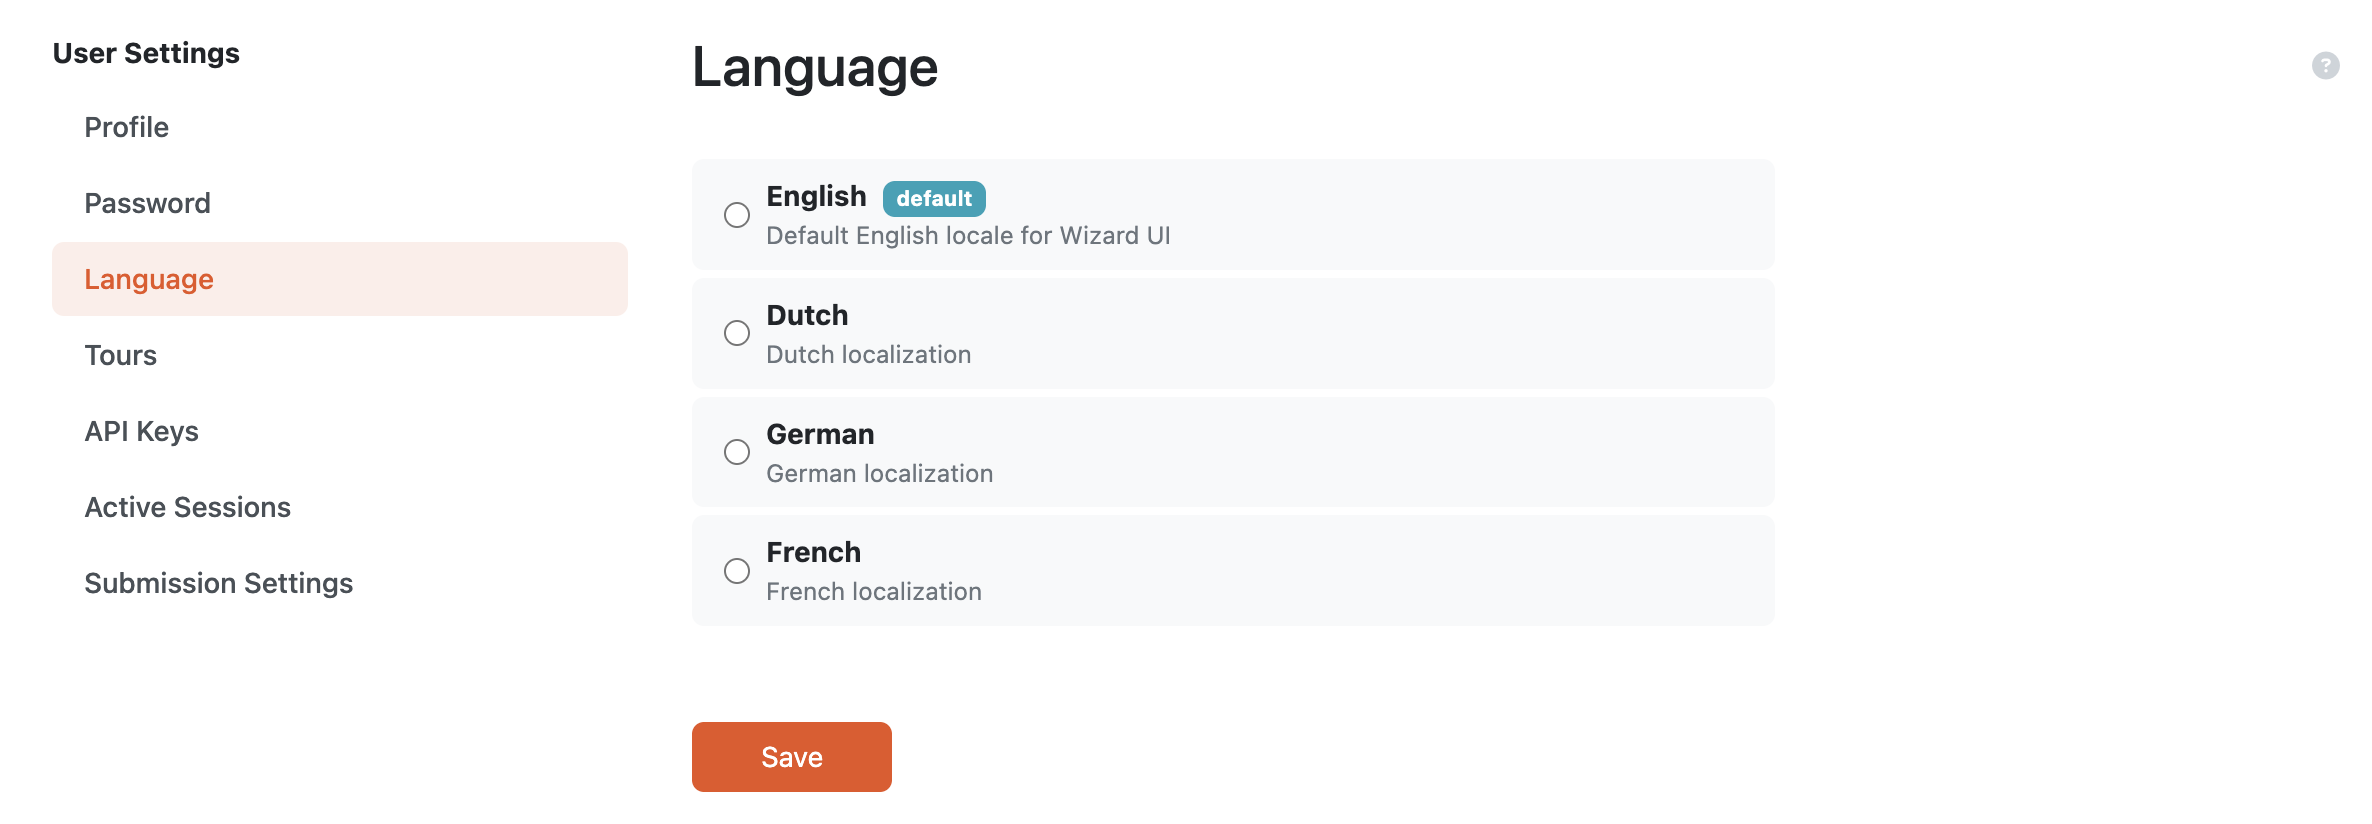 User Settings
Profile
Password
Language
Tours
API Keys
Active Sessions
Submission Settings
Language
?
English default
Default English locale for Wizard UI
Dutch
Dutch localization
German
German localization
French
French localization
Save